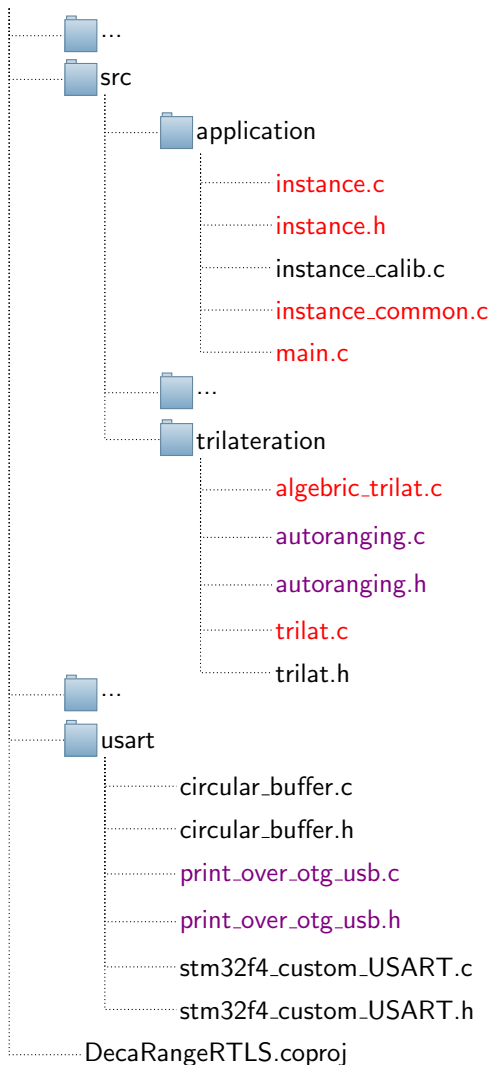 ...
src
application
instance.c
instance.h
instance_calib.c
instance_common.c
main.c
...
trilateration
algebric_trilat.c
autoranging.c
autoranging.h
trilat.c
trilat.h
...
usart
circular_buffer.c
circular_buffer.h
print_over_otg_usb.c
print_over_otg_usb.h
stm32f4_custom_USART.c
stm32f4_custom_USART.h
DecaRangeRTLS.coproj